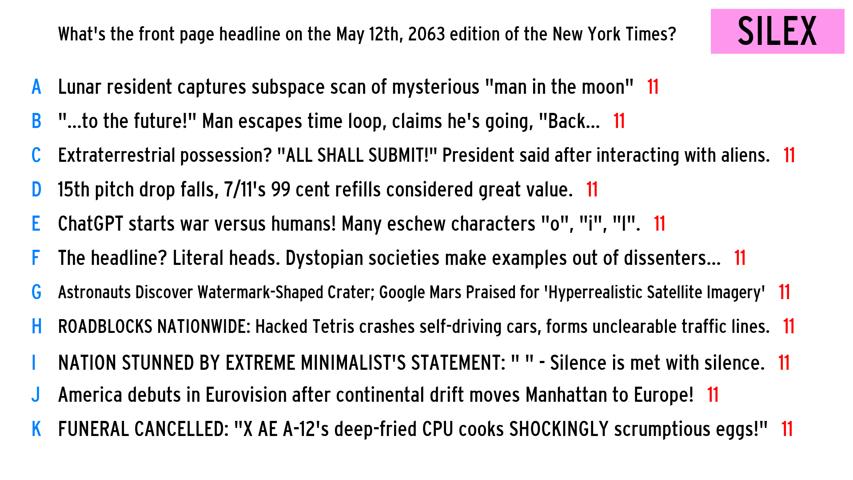 What's the front page headline on the May 12th, 2063 edition of the New York Times?
SILEX
A Lunar resident captures subspace scan of mysterious "man in the moon" 11
B "...to the future!" Man escapes time loop, claims he's going, "Back... 11
C Extraterrestrial possession? "ALL SHALL SUBMIT!" President said after interacting with aliens. 11
D 15th pitch drop falls, 7/11's 99 cent refills considered great value. 11
E ChatGPT starts war versus humans! Many eschew characters "o", "i", "l". 11
F The headline? Literal heads. Dystopian societies make examples out of dissenters... 11
G Astronauts Discover Watermark-Shaped Crater; Google Mars Praised for 'Hyperrealistic Satellite Imagery' 11
H ROADBLOCKS NATIONWIDE: Hacked Tetris crashes self-driving cars, forms unclearable traffic lines. 11
I NATION STUNNED BY EXTREME MINIMALIST'S STATEMENT: " " - Silence is met with silence. 11
J America debuts in Eurovision after continental drift moves Manhattan to Europe! 11
K FUNERAL CANCELLED: "X AE A-12's deep-fried CPU cooks SHOCKINGLY scrumptious eggs!" 11